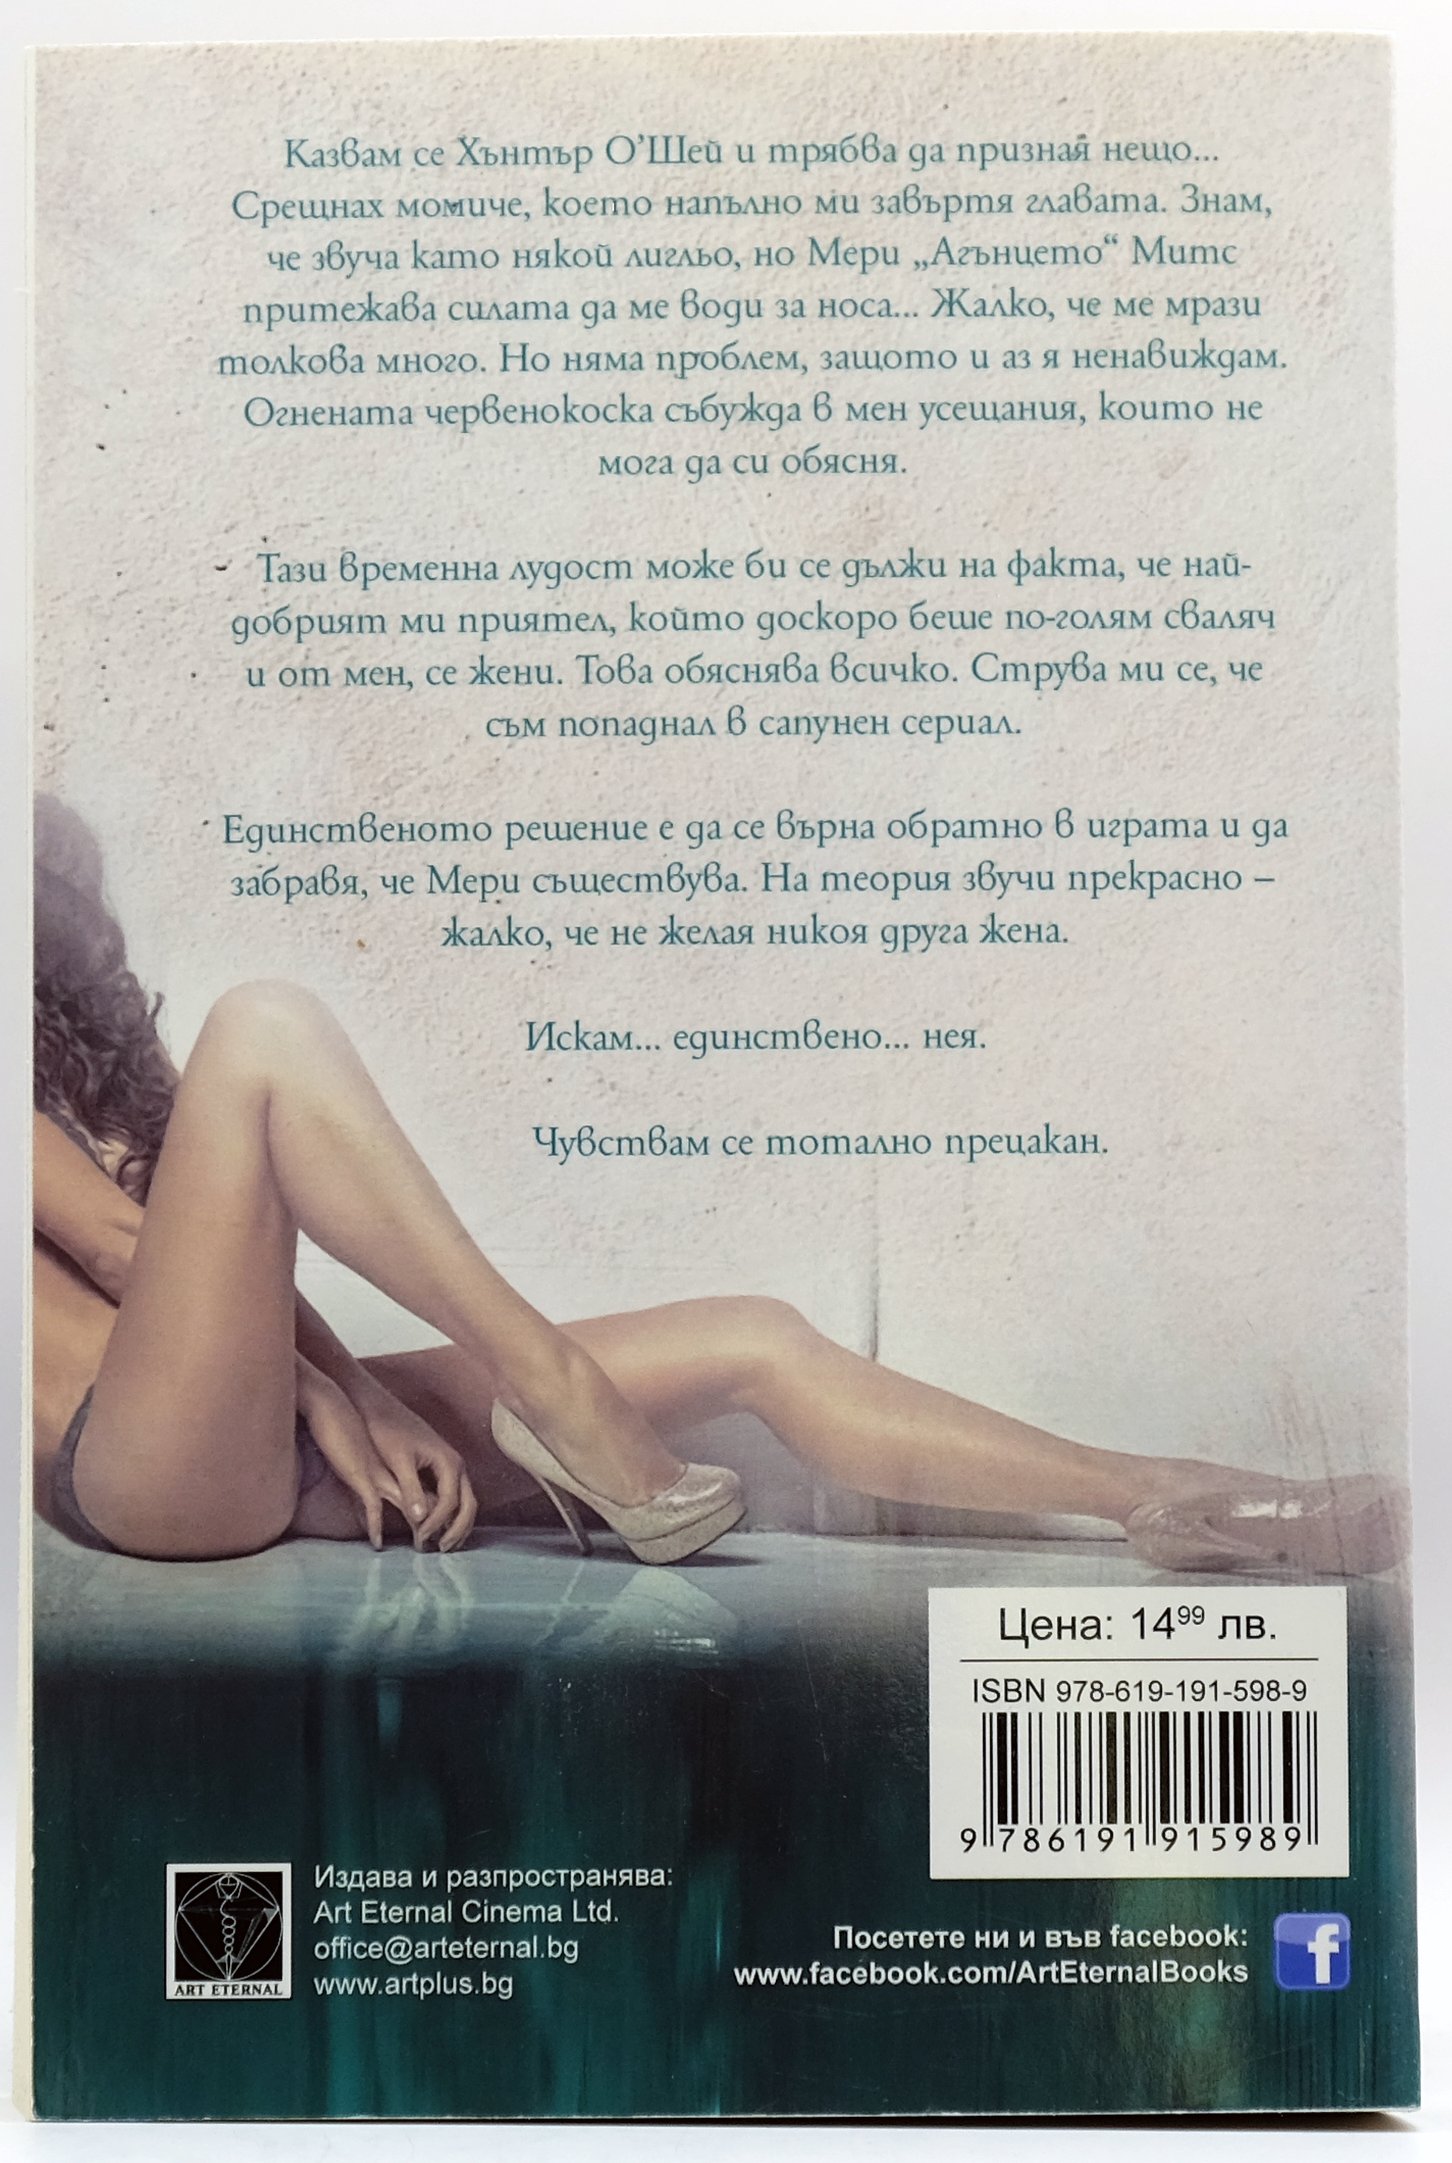 Казвам се Хънтър О’Шей и трябва да призная нещо...
Срещнах момиче, което напълно ми завъртя главата. Знам,
че звуча като някой лигльо, но Мери „Агънцето“ Митс
притежава силата да ме води за носа... Жалко, че ме мрази
толкова много. Но няма проблем, защото и аз я ненавиждам.
Огнената червенокоска събужда в мен усещания, които не
мога да си обясня.
Тази временна лудост може би се дължи на факта, че най-
добрият ми приятел, който доскоро беше по-голям сваляч
и от мен, се жени. Това обяснява всичко. Струва ми се, че
съм попаднал в сапунен сериал.
Единственото решение е да се върна обратно в играта и да
забравя, че Мери съществува. На теория звучи прекрасно –
жалко, че не желая никоя друга жена.
Искам... единствено... нея.
Чувствам се тотално прецакан.
Цена: 14⁹⁹ лв.
ISBN 978-619-191-598-9
9 786191 915989
Издава и разпространява:
Art Eternal Cinema Ltd.
office@arteternal.bg
www.artplus.bg
ART ETERNAL
Посетете ни и във facebook:
www.facebook.com/ArtEternalBooks
f